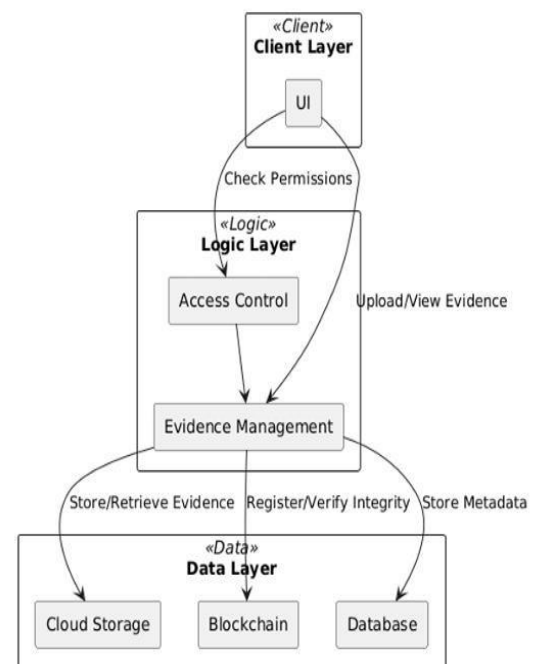 «Client»
Client Layer
UI
Check Permissions
«Logic»
Logic Layer
Access Control
Upload/View Evidence
Evidence Management
Store/Retrieve Evidence
Register/Verify Integrity
Store Metadata
«Data»
Data Layer
Cloud Storage
Blockchain
Database